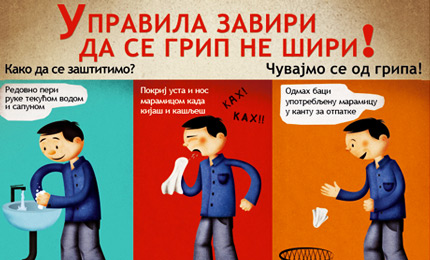 УПРАВИЛА ЗАВИРИ
ДА СЕ ГРИП НЕ ШИРИ!
Како да се заштитимо?
Чувајмо се од грипа!
Редовно пери
руке текућом водом
и сапуном
Покриј уста и нос
марамицом када
кијаш и кашљеш
КАХ!
КАХ!!
Одмах баци
употребљену марамицу
у канту за отпатке